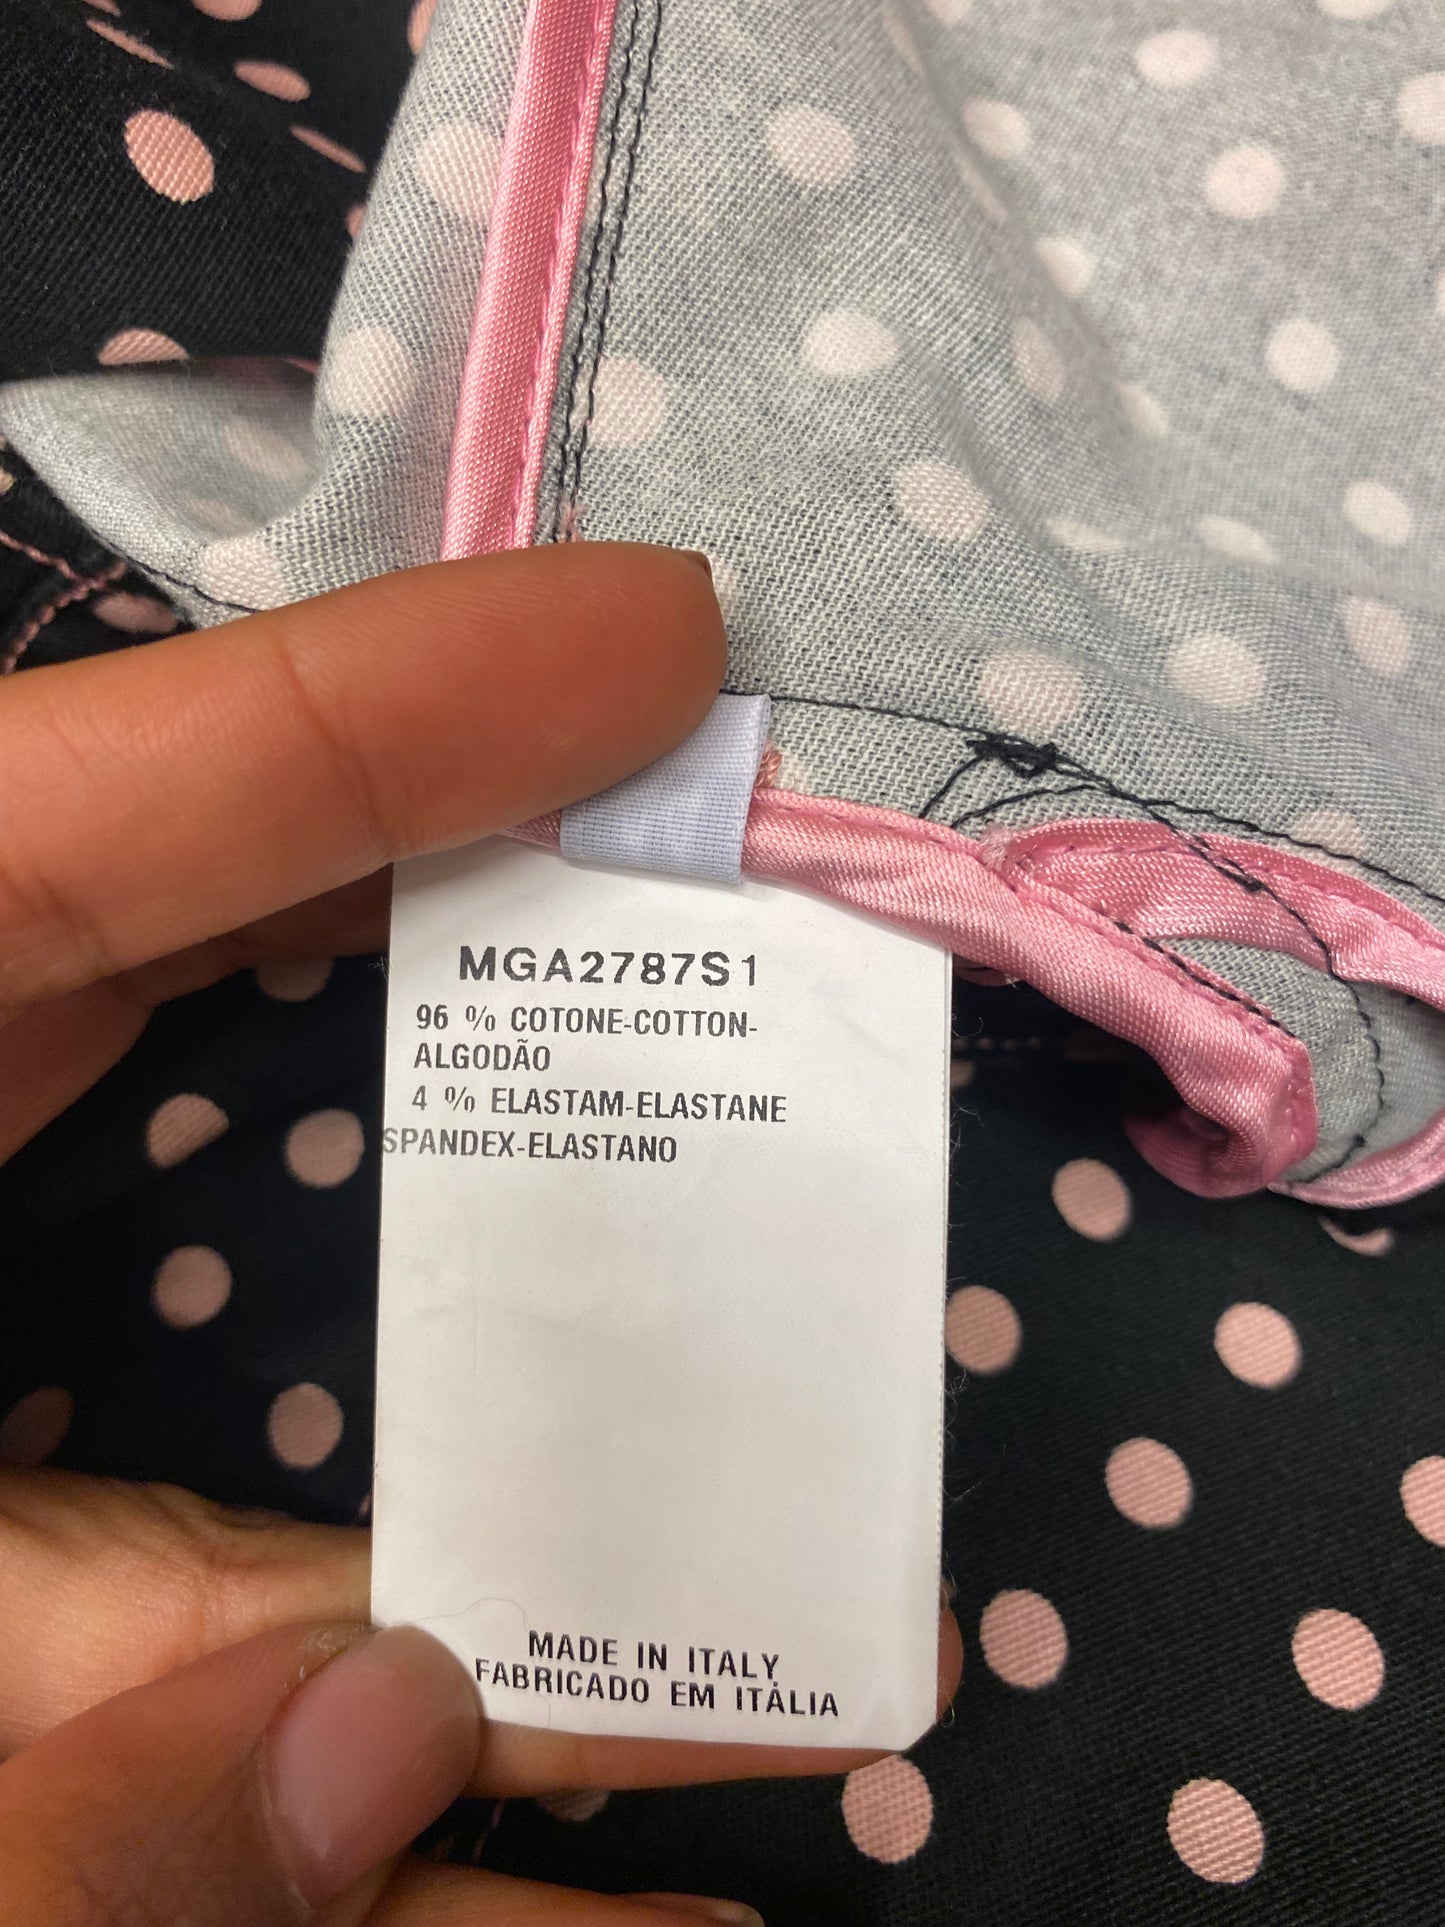 MGA2787S1
96 % COTONE-COTTON-
ALGODÃO
4 % ELASTAM-ELASTANE
SPANDEX-ELASTANO
MADE IN ITALY
FABRICADO EM ITÁLIA